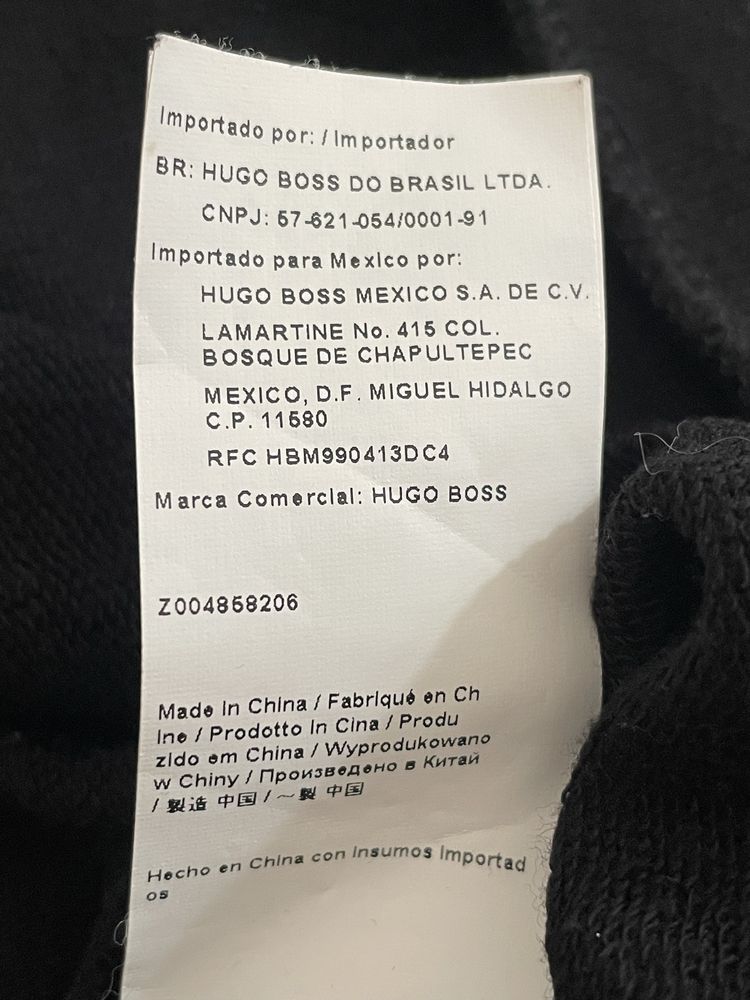 Importado por: / Importador
BR: HUGO BOSS DO BRASIL LTDA.
CNPJ: 57-621-054/0001-91
Importado para Mexico por:
HUGO BOSS MEXICO S.A. DE C.V.
LAMARTINE No. 415 COL.
BOSQUE DE CHAPULTEPEC
MEXICO, D.F. MIGUEL HIDALGO
C.P. 11580
RFC HBM990413DC4
Marca Comercial: HUGO BOSS
Z004858206
Made in China / Fabriqué en Ch
ine / Prodotto in Cina / Produ
zido em China / Wyprodukowano
w Chiny / Произведено в Китай
/ 製造 中国 / ～製 中国
Hecho en China con insumos importad
os